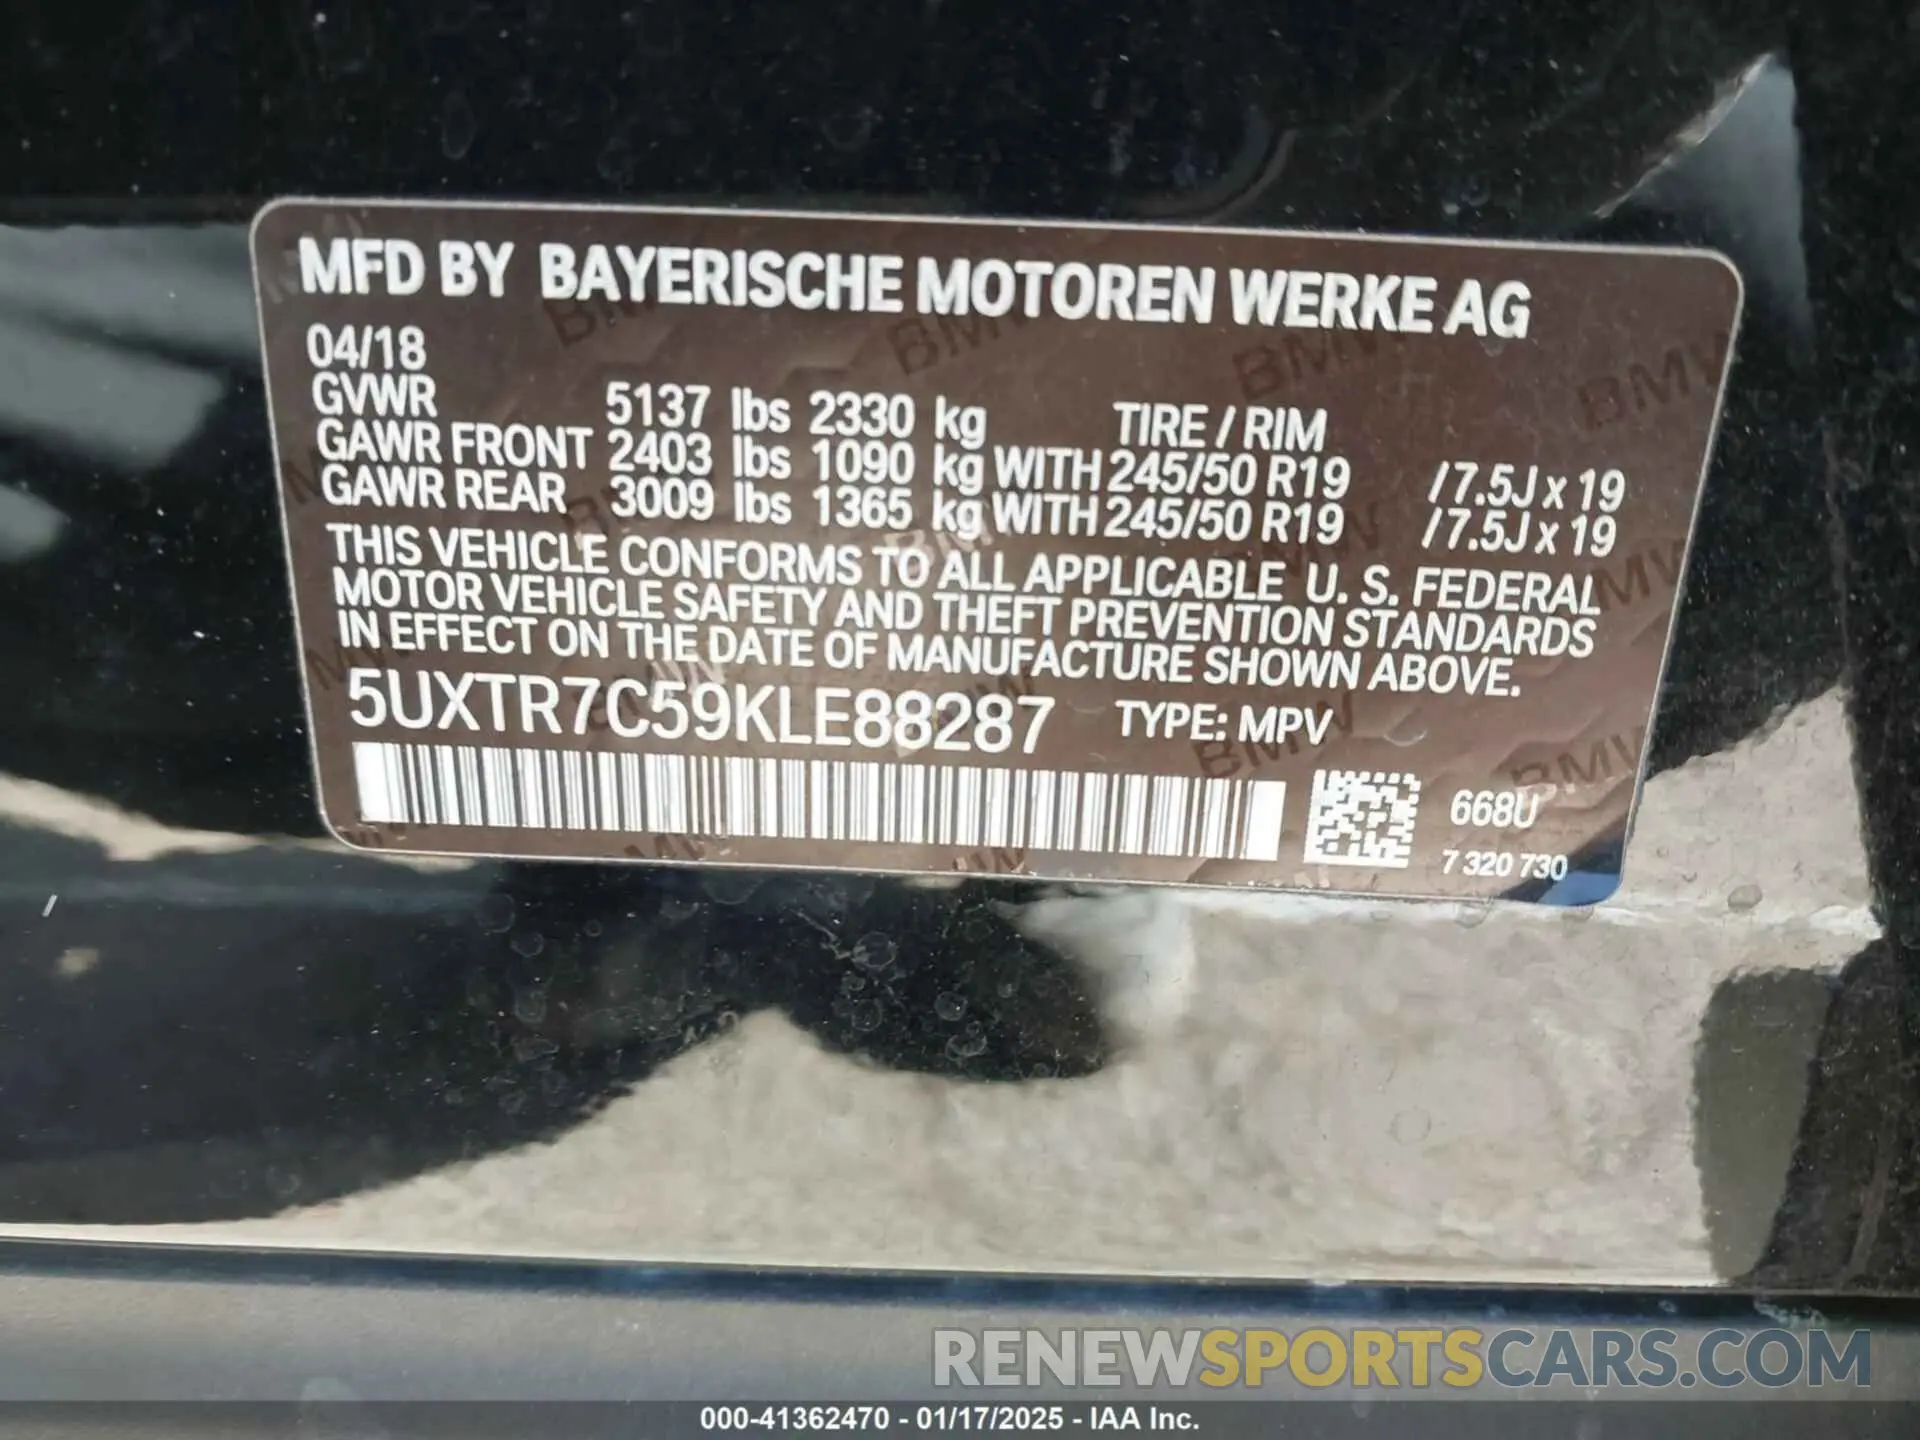 MFD BY BAYERISCHE MOTOREN WERKE AG
04/18
GVWR 5137 lbs 2330 kg TIRE / RIM
GAWR FRONT 2403 lbs 1090 kg WITH 245/50 R19 / 7.5J x 19
GAWR REAR 3009 lbs 1365 kg WITH 245/50 R19 / 7.5J x 19
THIS VEHICLE CONFORMS TO ALL APPLICABLE U. S. FEDERAL
MOTOR VEHICLE SAFETY AND THEFT PREVENTION STANDARDS
IN EFFECT ON THE DATE OF MANUFACTURE SHOWN ABOVE.
5UXTR7C59KLE88287 TYPE: MPV
668U
7 320 730
RENEWSPORTSCARS.COM
000-41362470 - 01/17/2025 - IAA Inc.